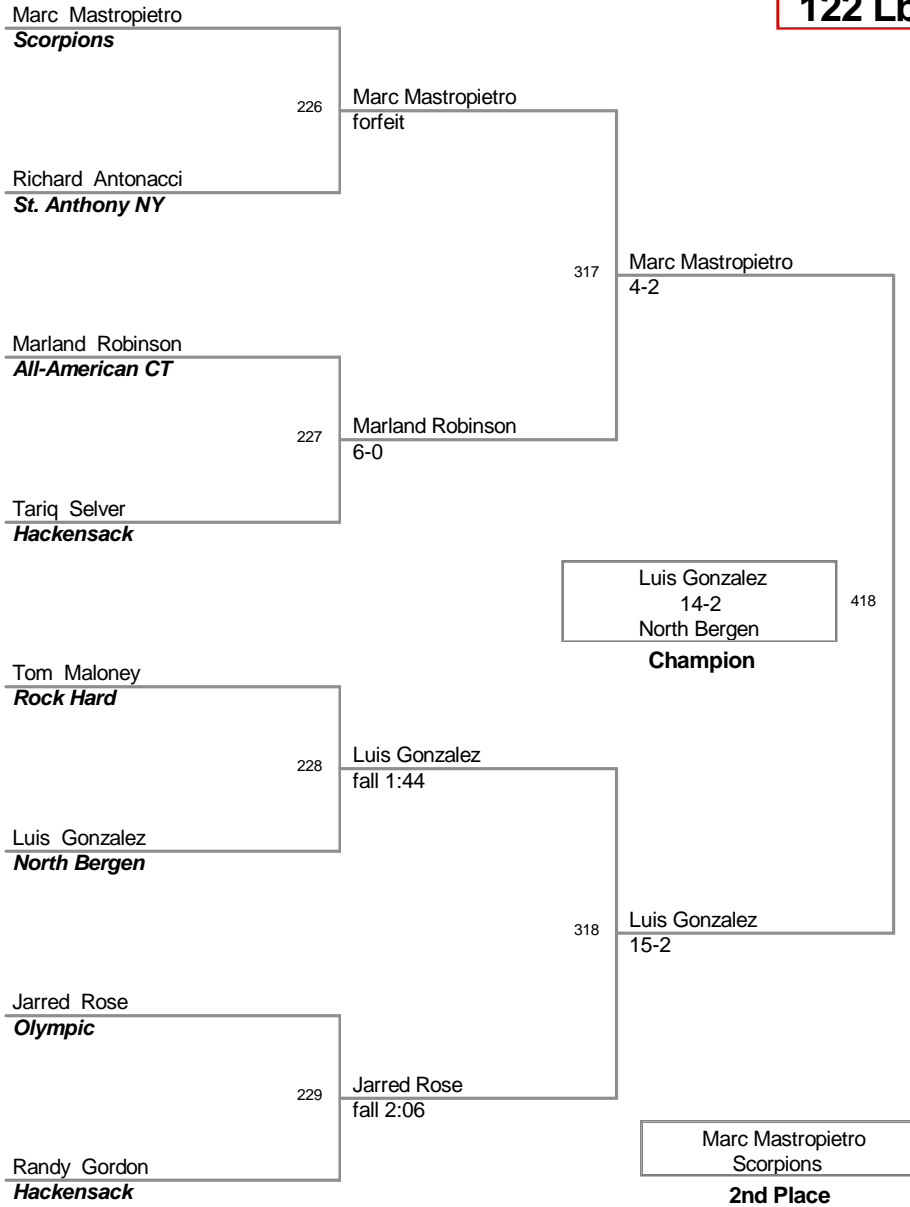 122 Lb
Marc Mastropietro
Scorpions
226
Marc Mastropietro
forfeit
Richard Antonacci
St. Anthony NY
317
Marc Mastropietro
4-2
Marland Robinson
All-American CT
227
Marland Robinson
6-0
Tariq Selver
Hackensack
Luis Gonzalez
14-2
North Bergen
418
Champion
Tom Maloney
Rock Hard
228
Luis Gonzalez
fall 1:44
Luis Gonzalez
North Bergen
318
Luis Gonzalez
15-2
Jarred Rose
Olympic
229
Jarred Rose
fall 2:06
Randy Gordon
Hackensack
Marc Mastropietro
Scorpions
2nd Place